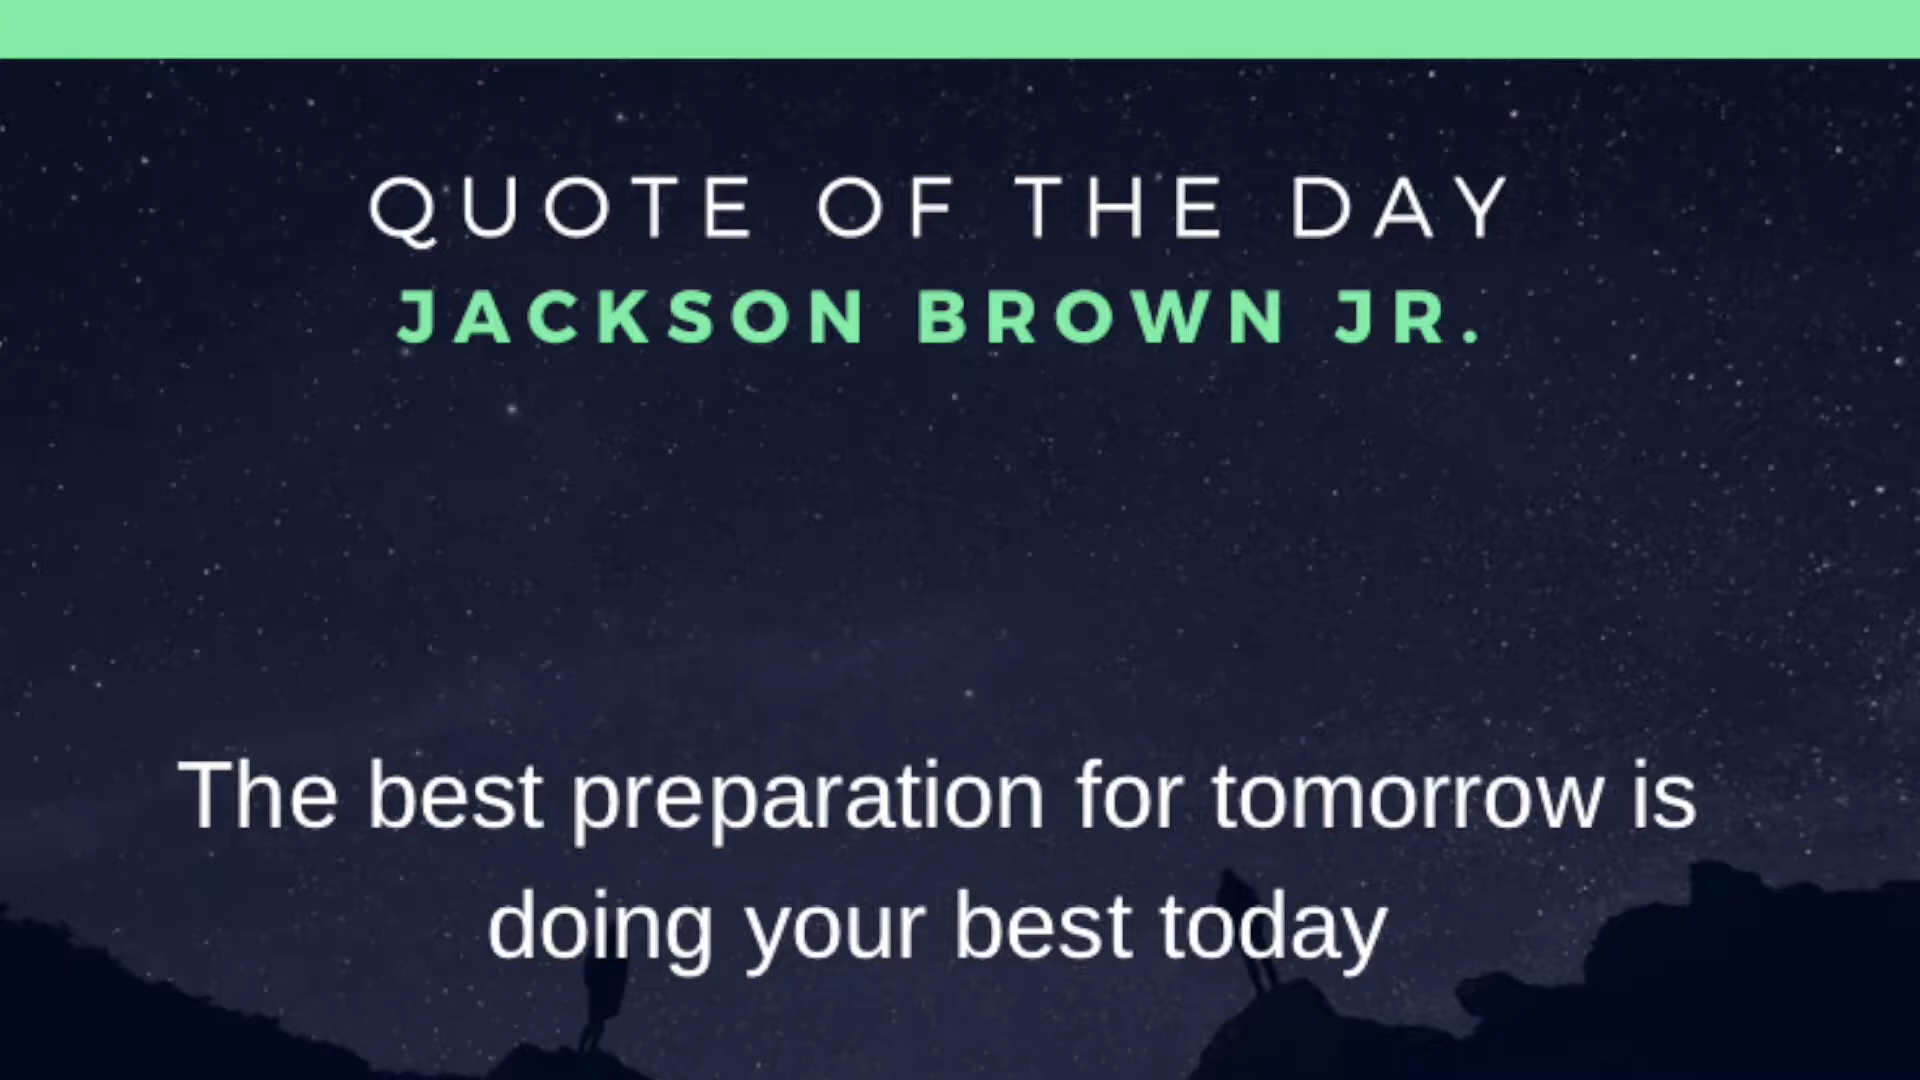 QUOTE OF THE DAY
JACKSON BROWN JR.
The best preparation for tomorrow is
doing your best today